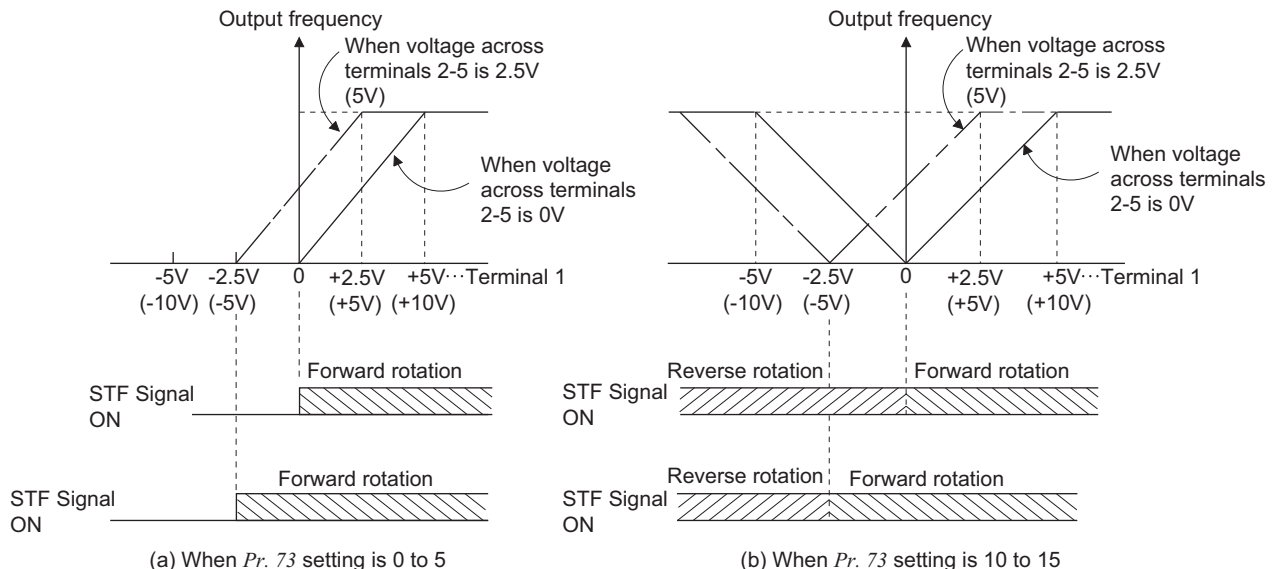 Output frequency
When voltage across
terminals 2-5 is 2.5V
(5V)
When voltage
across terminals
2-5 is 0V
-5V -2.5V 0 +2.5V +5V···Terminal 1
(-10V) (-5V) (+5V) (+10V)
Forward rotation
STF Signal
ON
Forward rotation
STF Signal
ON
(a) When Pr. 73 setting is 0 to 5
Output frequency
When voltage across
terminals 2-5 is 2.5V
(5V)
When voltage
across terminals
2-5 is 0V
-5V -2.5V 0 +2.5V +5V···Terminal 1
(-10V) (-5V) (+5V) (+10V)
Reverse rotation Forward rotation
STF Signal
ON
Reverse rotation Forward rotation
STF Signal
ON
(b) When Pr. 73 setting is 10 to 15